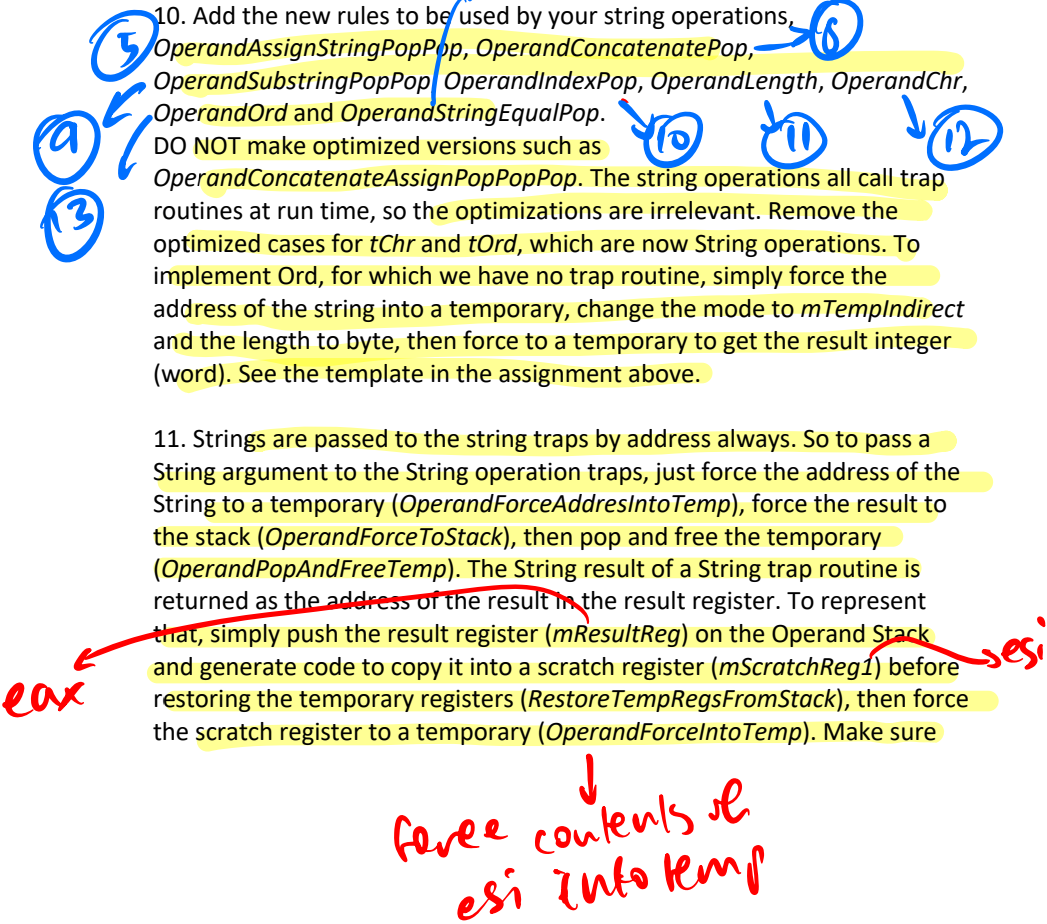 10. Add the new rules to be used by your string operations,
5 OperandAssignStringPopPop, OperandConcatenatePop, 6
OperandSubstringPopPop, OperandIndexPop, OperandLength, OperandChr,
OperandOrd and OperandStringEqualPop.
9 10 11 12
DO NOT make optimized versions such as
OperandConcatenateAssignPopPopPop. The string operations all call trap
13 routines at run time, so the optimizations are irrelevant. Remove the
optimized cases for tChr and tOrd, which are now String operations. To
implement Ord, for which we have no trap routine, simply force the
address of the string into a temporary, change the mode to mTempIndirect
and the length to byte, then force to a temporary to get the result integer
(word). See the template in the assignment above.
11. Strings are passed to the string traps by address always. So to pass a
String argument to the String operation traps, just force the address of the
String to a temporary (OperandForceAddresIntoTemp), force the result to
the stack (OperandForceToStack), then pop and free the temporary
(OperandPopAndFreeTemp). The String result of a String trap routine is
returned as the address of the result in the result register. To represent
that, simply push the result register (mResultReg) on the Operand Stack
and generate code to copy it into a scratch register (mScratchReg1) before esi
eax restoring the temporary registers (RestoreTempRegsFromStack), then force
the scratch register to a temporary (OperandForceIntoTemp). Make sure
force contents of
esi into temp